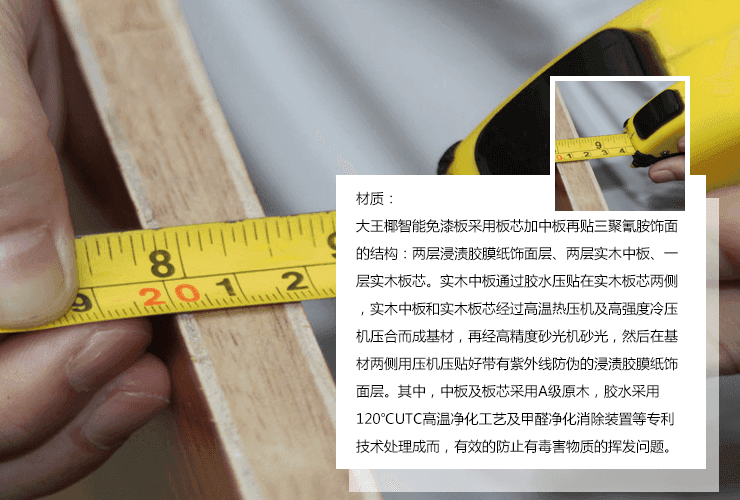 材质：
大王椰智能免漆板采用板芯加中板再贴三聚氰胺饰面
的结构：两层浸渍胶膜纸饰面层、两层实木中板、一
层实木板芯。实木中板通过胶水压贴在实木板芯两侧
，实木中板和实木板芯经过高温热压机及高强度冷压
机压合而成基材，再经高精度砂光机砂光，然后在基
材两侧用压机压贴好带有紫外线防伪的浸渍胶膜纸饰
面层。其中，中板及板芯采用A级原木，胶水采用
120℃UTC高温净化工艺及甲醛净化消除装置等专利
技术处理成而，有效的防止有毒害物质的挥发问题。
8 9
9 20 1 2
9
1 2 3 4